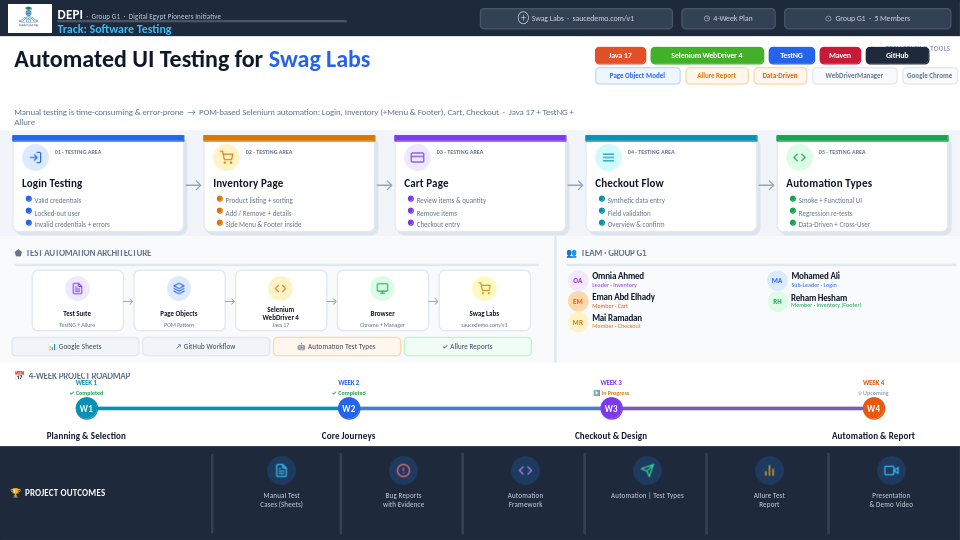 DEPI · Group G1 · Digital Egypt Pioneers Initiative
Track: Software Testing
Swag Labs · saucedemo.com/v1
4-Week Plan
Group G1 · 5 Members
Automated UI Testing for Swag Labs
TOOLS
Java 17
Selenium WebDriver 4
TestNG
Maven
GitHub
Page Object Model
Allure Report
Data-Driven
WebDriverManager
Google Chrome
Manual testing is time-consuming & error-prone → POM-based Selenium automation: Login, Inventory (+Menu & Footer), Cart, Checkout · Java 17 + TestNG +
Allure
01 · TESTING AREA
Login Testing
Valid credentials
Locked-out user
Invalid credentials + errors
02 · TESTING AREA
Inventory Page
Product listing + sorting
Add / Remove + details
Side Menu & Footer inside
03 · TESTING AREA
Cart Page
Review items & quantity
Remove items
Checkout entry
04 · TESTING AREA
Checkout Flow
Synthetic data entry
Field validation
Overview & confirm
05 · TESTING AREA
Automation Types
Smoke + Functional UI
Regression re-tests
Data-Driven + Cross-User
TEST AUTOMATION ARCHITECTURE
Test Suite
TestNG + Allure
Page Objects
POM Pattern
Selenium
WebDriver 4
Java 17
Browser
Chrome + Manager
Swag Labs
saucedemo.com/v1
Google Sheets
↗ GitHub Workflow
Automation Test Types
✓ Allure Reports
TEAM · GROUP G1
OA
Omnia Ahmed
Leader · Inventory
MA
Mohamed Ali
Sub-Leader · Login
EM
Eman Abd Elhady
Member · Cart
RH
Reham Hesham
Member · Inventory (Footer)
MR
Mai Ramadan
Member · Checkout
4-WEEK PROJECT ROADMAP
WEEK 1
✓ Completed
W1
Planning & Selection
WEEK 2
✓ Completed
W2
Core Journeys
WEEK 3
In Progress
W3
Checkout & Design
WEEK 4
Upcoming
W4
Automation & Report
PROJECT OUTCOMES
Manual Test
Cases (Sheets)
Bug Reports
with Evidence
Automation
Framework
Automation | Test Types
Allure Test
Report
Presentation
& Demo Video